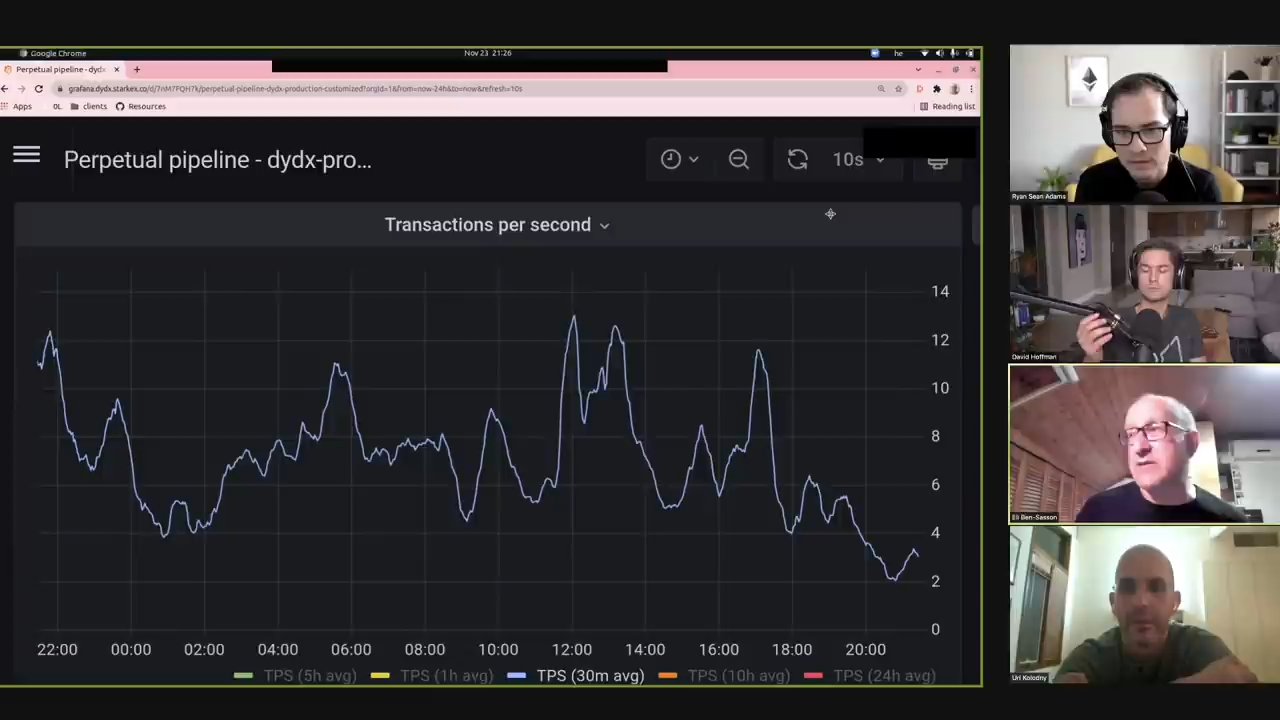 Google Chrome
Nov 23 21:26
he
Perpetual pipeline - dydx-
grafana.dydx.starkex.co/d/7nM7FQH7k/perpetual-pipeline-dydx-production-customized?orgId=1&from=now-24h&to=now&refresh=10s
Apps OL clients Resources Reading list
Perpetual pipeline - dydx-pro...
10s
Transactions per second
14
12
10
8
6
4
2
0
22:00 00:00 02:00 04:00 06:00 08:00 10:00 12:00 14:00 16:00 18:00 20:00
TPS (5h avg) TPS (1h avg) TPS (30m avg) TPS (10h avg) TPS (24h avg)
Ryan Sean Adams
David Hoffman
Ben-Sasson
Uri Kolodny